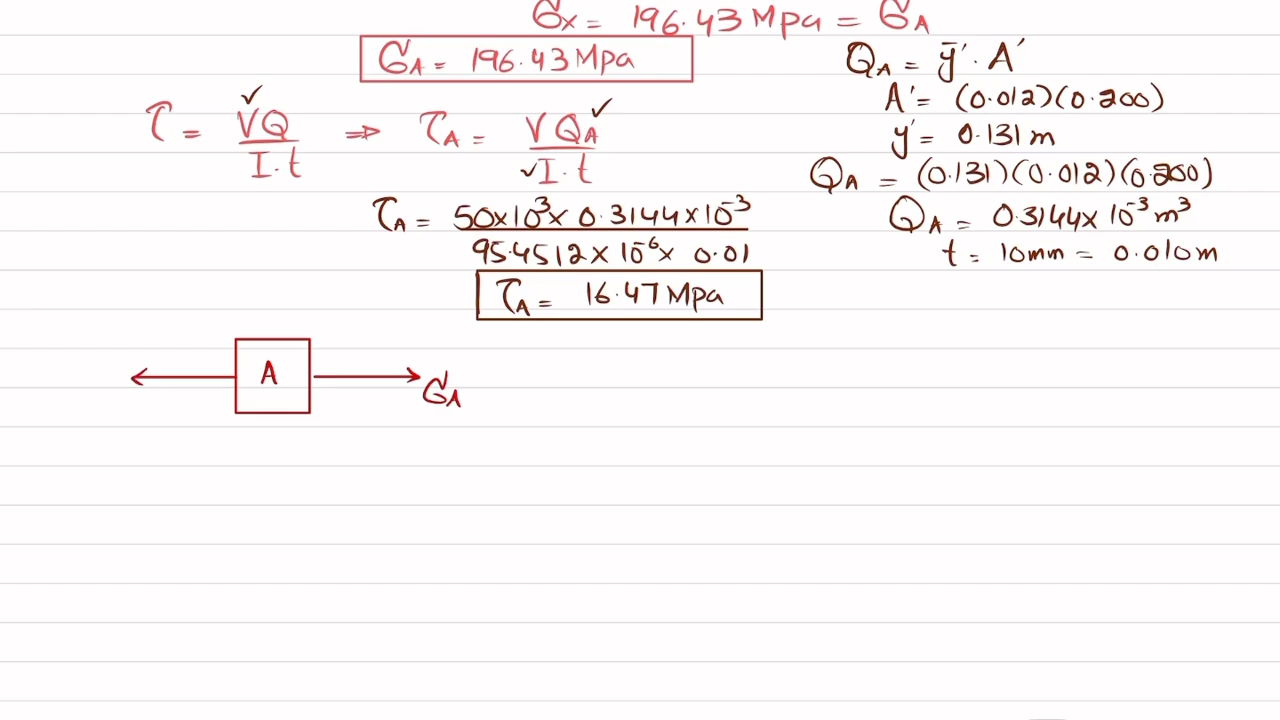 σx = 196.43 Mpa = σA
σA = 196.43 Mpa
QA = ȳ′ · A′
A′ = (0.012)(0.200)
τ = VQ / I·t ⇒ τA = VQA / I·t
y′ = 0.131 m
QA = (0.131)(0.012)(0.200)
τA = 50×10³× 0.3144×10⁻³ / 95.4512× 10⁻⁶× 0.01
QA = 0.3144× 10⁻³ m³
t = 10mm = 0.010m
τA = 16.47 Mpa
A
σA